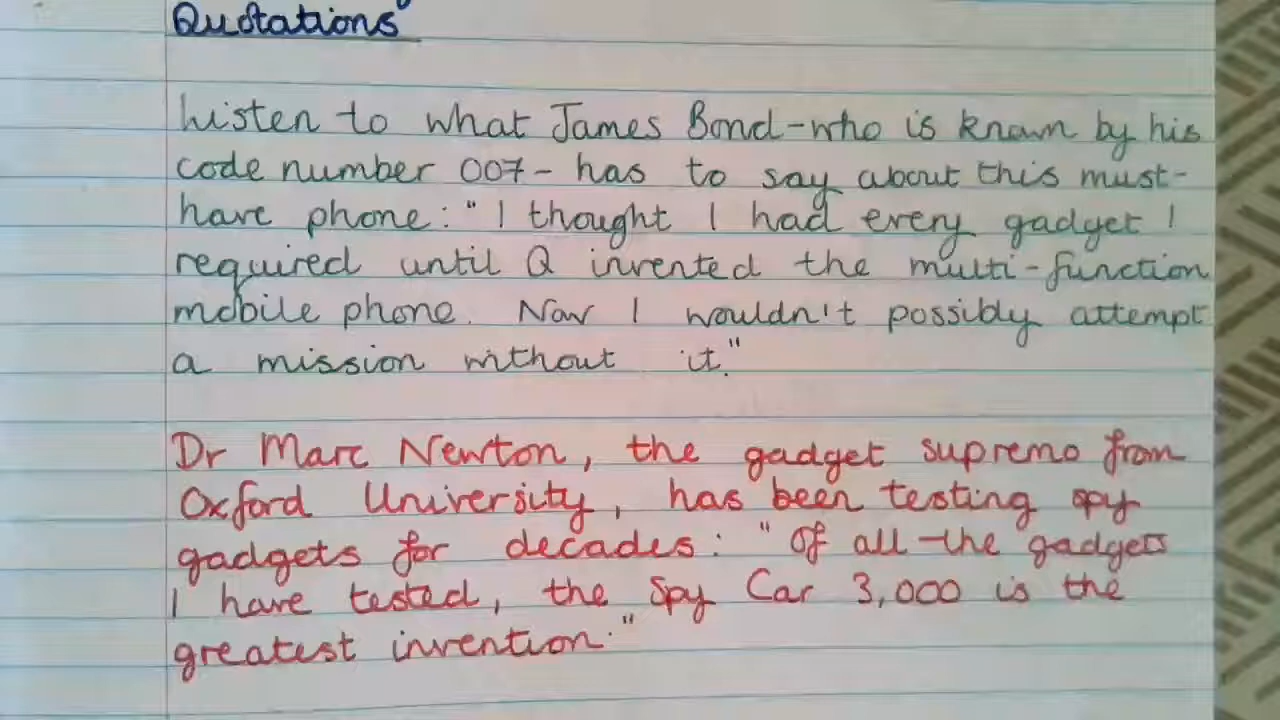 Quotations
Listen to what James Bond-who is known by his
code number 007- has to say about this must-
have phone: "I thought I had every gadget I
required until Q invented the multi-function
mobile phone. Now I wouldn't possibly attempt
a mission without it."
Dr Marc Newton, the gadget supremo from
Oxford University, has been testing spy
gadgets for decades: "Of all the gadgets
I have tested, the Spy Car 3,000 is the
greatest invention."